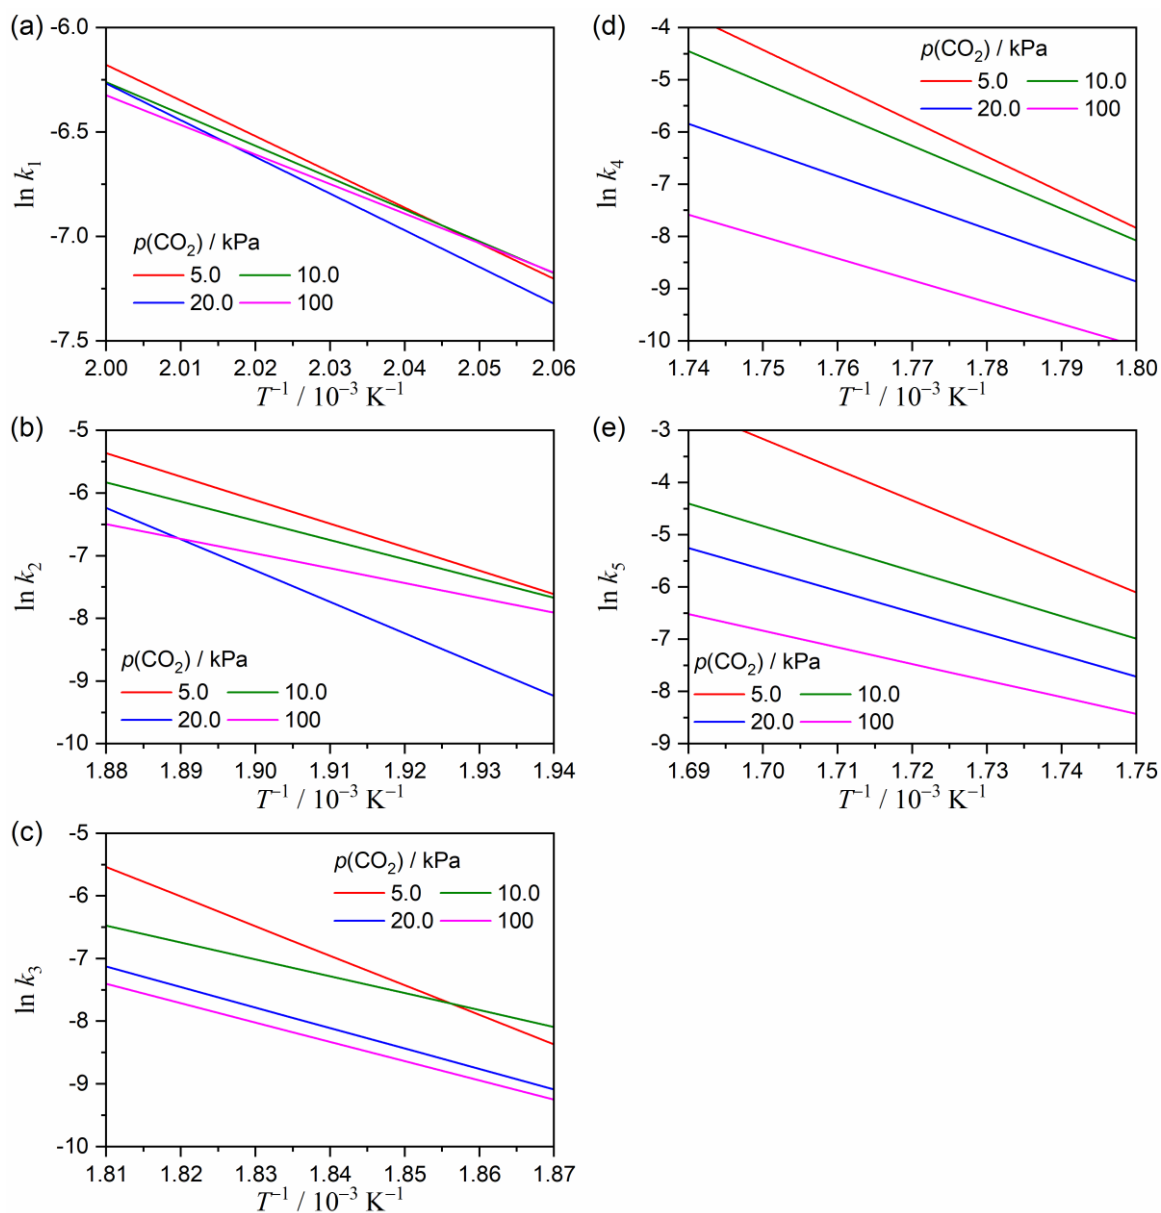 (a)
-6.0
-6.5
-7.0
-7.5
ln k₁
p(CO₂) / kPa
5.0 10.0
20.0 100
2.00 2.01 2.02 2.03 2.04 2.05 2.06
T⁻¹ / 10⁻³ K⁻¹
(d)
-4
-5
-6
-7
-8
-9
-10
ln k₄
p(CO₂) / kPa
5.0 10.0
20.0 100
1.74 1.75 1.76 1.77 1.78 1.79 1.80
T⁻¹ / 10⁻³ K⁻¹
(b)
-5
-6
-7
-8
-9
-10
ln k₂
p(CO₂) / kPa
5.0 10.0
20.0 100
1.88 1.89 1.90 1.91 1.92 1.93 1.94
T⁻¹ / 10⁻³ K⁻¹
(e)
-3
-4
-5
-6
-7
-8
-9
ln k₅
p(CO₂) / kPa
5.0 10.0
20.0 100
1.69 1.70 1.71 1.72 1.73 1.74 1.75
T⁻¹ / 10⁻³ K⁻¹
(c)
-5
-6
-7
-8
-9
-10
ln k₃
p(CO₂) / kPa
5.0 10.0
20.0 100
1.81 1.82 1.83 1.84 1.85 1.86 1.87
T⁻¹ / 10⁻³ K⁻¹